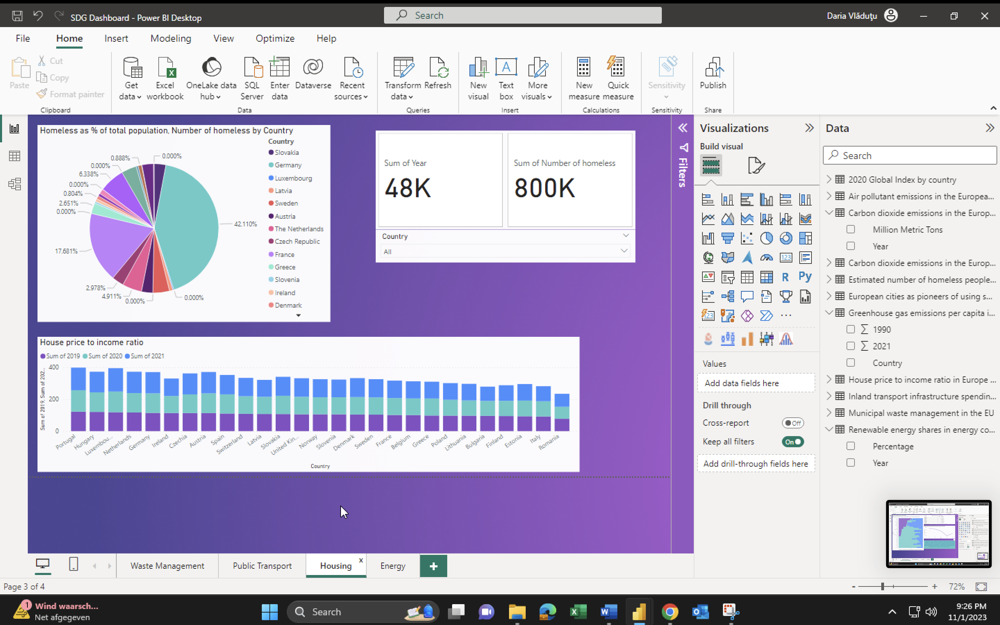 SDG Dashboard - Power BI Desktop
Search
Daria Vlăduțu
File Home Insert Modeling View Optimize Help
Paste
Cut
Copy
Format painter
Clipboard
Get data
Excel workbook
OneLake data hub
SQL Server
Enter data
Dataverse
Recent sources
Data
Transform data
Refresh
Queries
New visual
Text box
More visuals
Insert
New measure
Quick measure
Calculations
Sensitivity
Sensitivity
Publish
Share
Homeless as % of total population, Number of homeless by Country
0.888%
0.000%
0.000%
6.338%
0.000%
0.804%
2.651%
0.000%
42.110%
17.681%
2.978%
4.911%
0.000%
0.000%
Country
Slovakia
Germany
Luxembourg
Latvia
Sweden
Austria
The Netherlands
Czech Republic
France
Greece
Slovenia
Ireland
Denmark
Sum of Year
48K
Sum of Number of homeless
800K
Country
All
House price to income ratio
Sum of 2019 Sum of 2020 Sum of 2021
Sum of 2019, Sum of 202...
400
200
0
Portugal
Hungary
Luxembou...
Netherlands
Germany
Ireland
Czechia
Austria
Spain
Switzerland
Latvia
Slovakia
United Kin...
Norway
Slovenia
Denmark
Sweden
France
Belgium
Greece
Poland
Lithuania
Bulgaria
Finland
Estonia
Italy
Romania
Country
Filters
Visualizations
Build visual
123
R
Py
123
Values
Add data fields here
Drill through
Cross-report
Off
Keep all filters
On
Add drill-through fields here
Data
Search
2020 Global Index by country
Air pollutant emissions in the Europea...
Carbon dioxide emissions in the Europ...
Million Metric Tons
Year
Carbon dioxide emissions in the Europ...
Estimated number of homeless people...
European cities as pioneers of using s...
Greenhouse gas emissions per capita i...
∑ 1990
∑ 2021
Country
House price to income ratio in Europe ...
Inland transport infrastructure spendin...
Municipal waste management in the EU
Renewable energy shares in energy co...
Percentage
Year
Waste Management
Public Transport
Housing x
Energy
+
Page 3 of 4
- + 72%
1
Wind waarsch...
Net afgegeven
Search
9:26 PM
11/1/2023